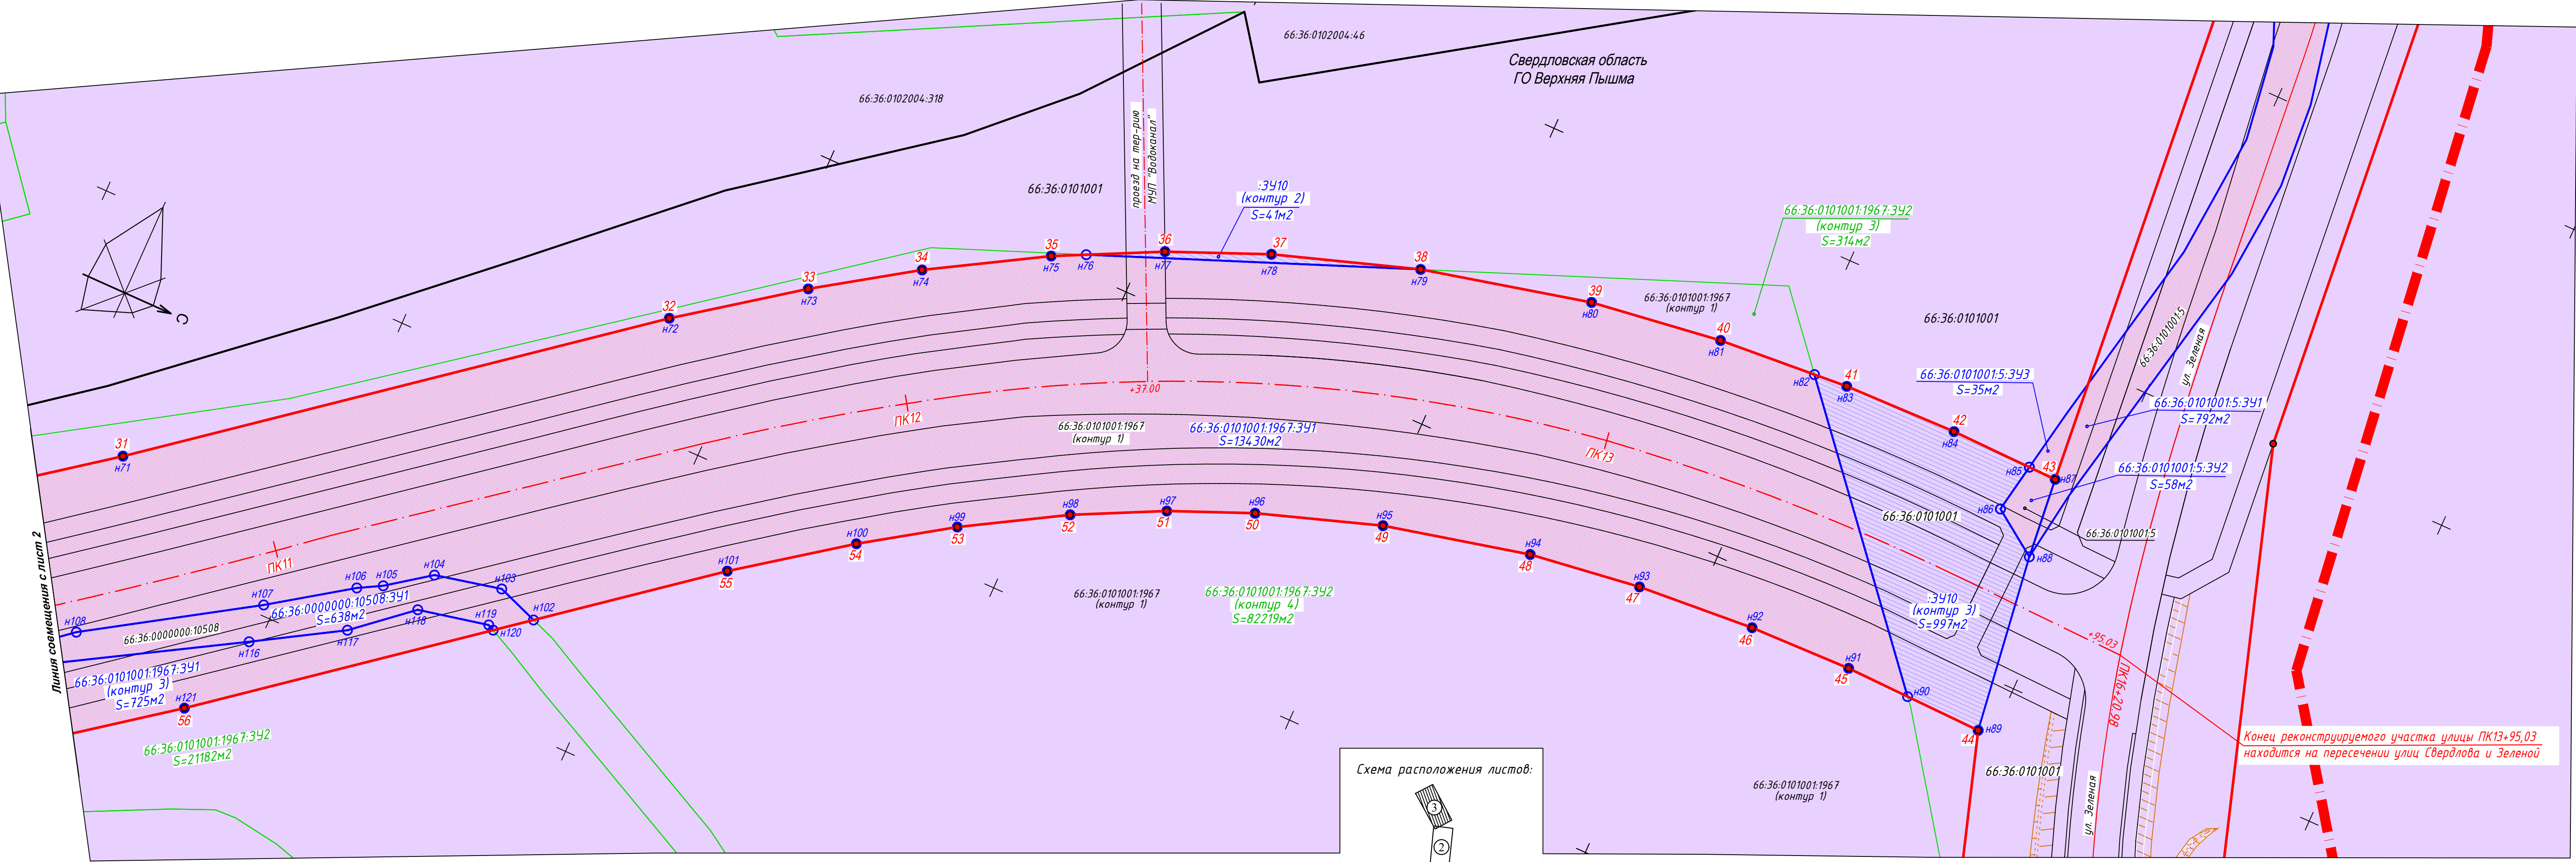 66:36:0102004:46
Свердловская область
ГО Верхняя Пышма
66:36:0102004:318
проезд на тер-рию
МУП "Водоканал"
66:36:0101001
:ЗУ10
(контур 2)
S=41м2
66:36:0101001:1967:ЗУ2
(контур 3)
S=314м2
С
31
н71
32
н72
33
н73
34
н74
35
н75
н76
36
н77
37
н78
38
н79
39
н80
66:36:0101001:1967
(контур 1)
40
н81
н82
41
н83
42
н84
н85
43
н87
н86
н88
66:36:0101001
66:36:0101001:5
ул. Зеленая
66:36:0101001:5:ЗУ3
S=35м2
66:36:0101001:5:ЗУ1
S=792м2
66:36:0101001:5:ЗУ2
S=58м2
66:36:0101001:5
+37.00
ПК12
ПК13
ПК11
66:36:0101001:1967
(контур 1)
66:36:0101001:1967:ЗУ1
S=13430м2
66:36:0101001
Линия совмещения с лист 2
н108
н107
н106
н105
н104
н103
н102
66:36:0000000:10508:ЗУ1
S=638м2
66:36:0000000:10508
н116
н117
н118
н119
н120
66:36:0101001:1967:ЗУ1
(контур 3)
S=725м2
н121
56
66:36:0101001:1967:ЗУ2
S=21182м2
н101
55
н100
54
н99
53
н98
52
н97
51
н96
50
н95
49
н94
48
н93
47
н92
46
н91
45
н90
н89
44
66:36:0101001:1967
(контур 1)
66:36:0101001:1967:ЗУ2
(контур 4)
S=82219м2
:ЗУ10
(контур 3)
S=997м2
+95.03
ПК16+20.98
Конец реконструируемого участка улицы ПК13+95,03
находится на пересечении улиц Свердлова и Зеленой
66:36:0101001
66:36:0101001:1967
(контур 1)
ул. Зеленая
Схема расположения листов:
3
2